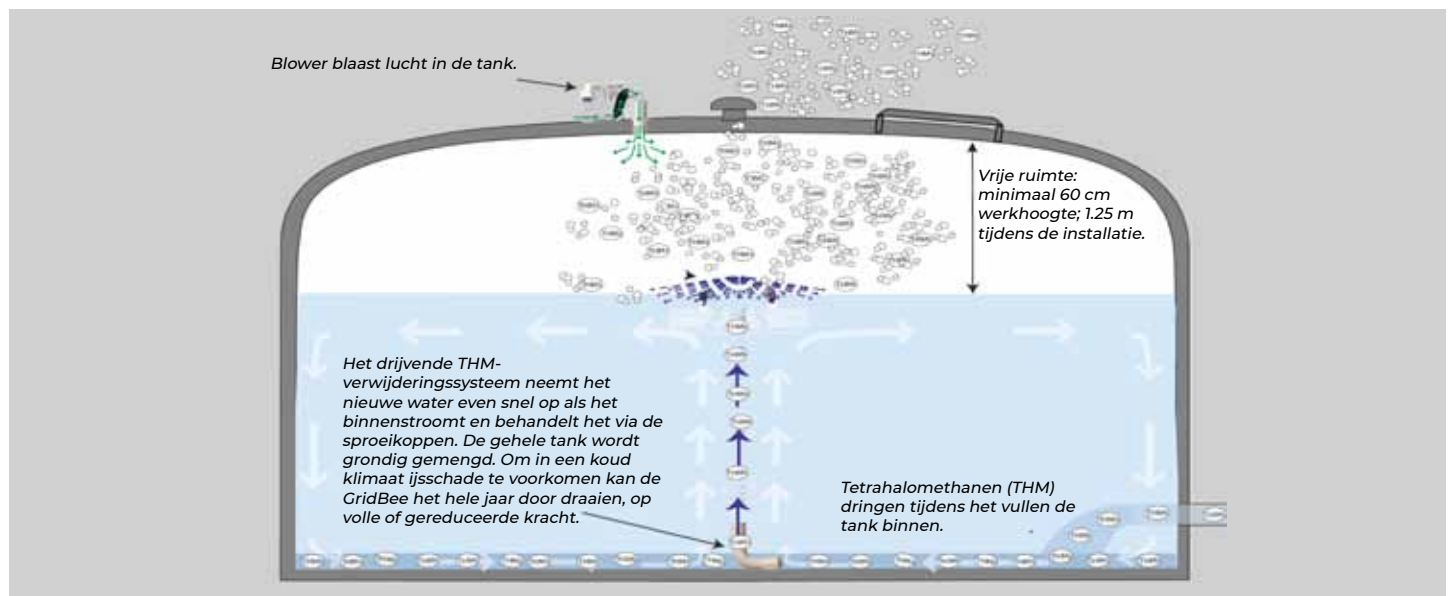 Blower blaast lucht in de tank.
Vrije ruimte:
minimaal 60 cm
werkhoogte; 1.25 m
tijdens de installatie.
Het drijvende THM-
verwijderingssysteem neemt het
nieuwe water even snel op als het
binnenstroomt en behandelt het via de
sproeikoppen. De gehele tank wordt
grondig gemengd. Om in een koud
klimaat ijsschade te voorkomen kan de
GridBee het hele jaar door draaien, op
volle of gereduceerde kracht.
Tetrahalomethanen (THM)
dringen tijdens het vullen de
tank binnen.